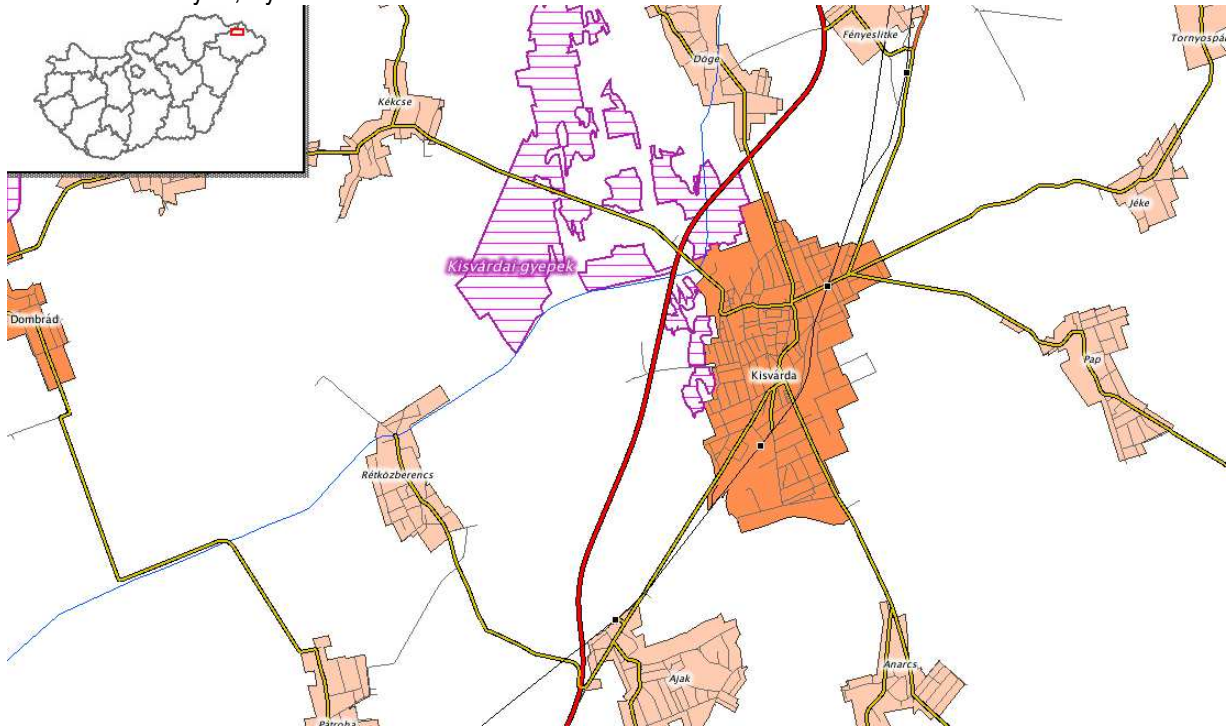 Fényeslitke
Tornyospál
Döge
Kékcse
Jéke
Kisvárdai gyepek
Dombrád
Pap
Kisvárda
Rétközberencs
Anarcs
Ajak
Pátroha